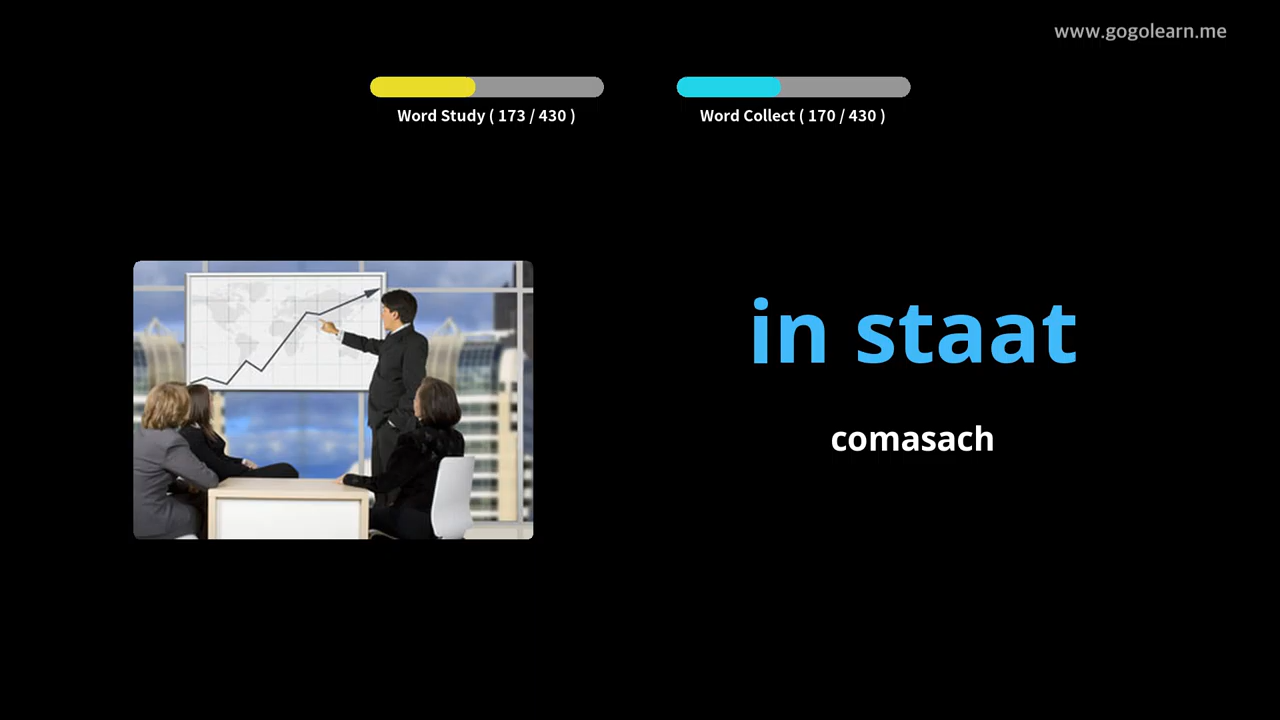 www.gogolearn.me
Word Study ( 173 / 430 )
Word Collect ( 170 / 430 )
in staat
comasach